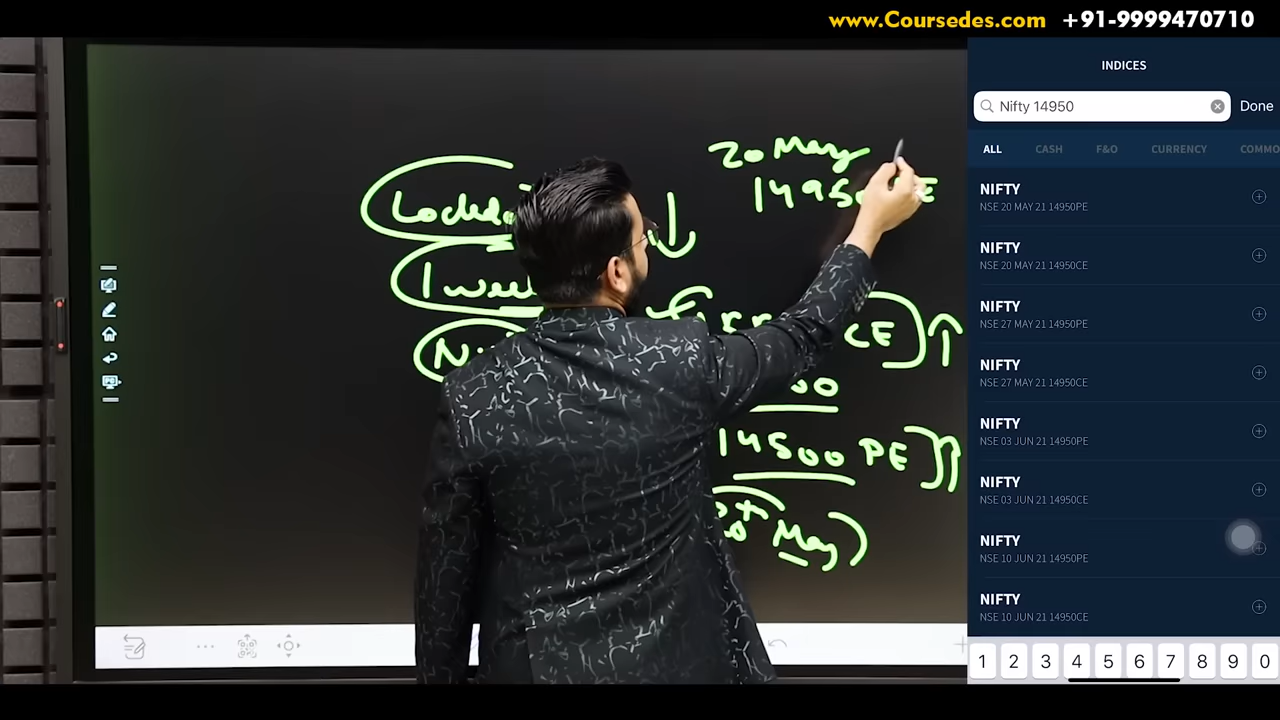 www.Coursedes.com +91-9999470710
20 May
1495
CE
14500 PE
May)
INDICES
Nifty 14950
Done
ALL CASH F&O CURRENCY COMMO
NIFTY
NSE 20 MAY 21 14950PE
NIFTY
NSE 20 MAY 21 14950CE
NIFTY
NSE 27 MAY 21 14950PE
NIFTY
NSE 27 MAY 21 14950CE
NIFTY
NSE 03 JUN 21 14950PE
NIFTY
NSE 03 JUN 21 14950CE
NIFTY
NSE 10 JUN 21 14950PE
NIFTY
NSE 10 JUN 21 14950CE
1 2 3 4 5 6 7 8 9 0